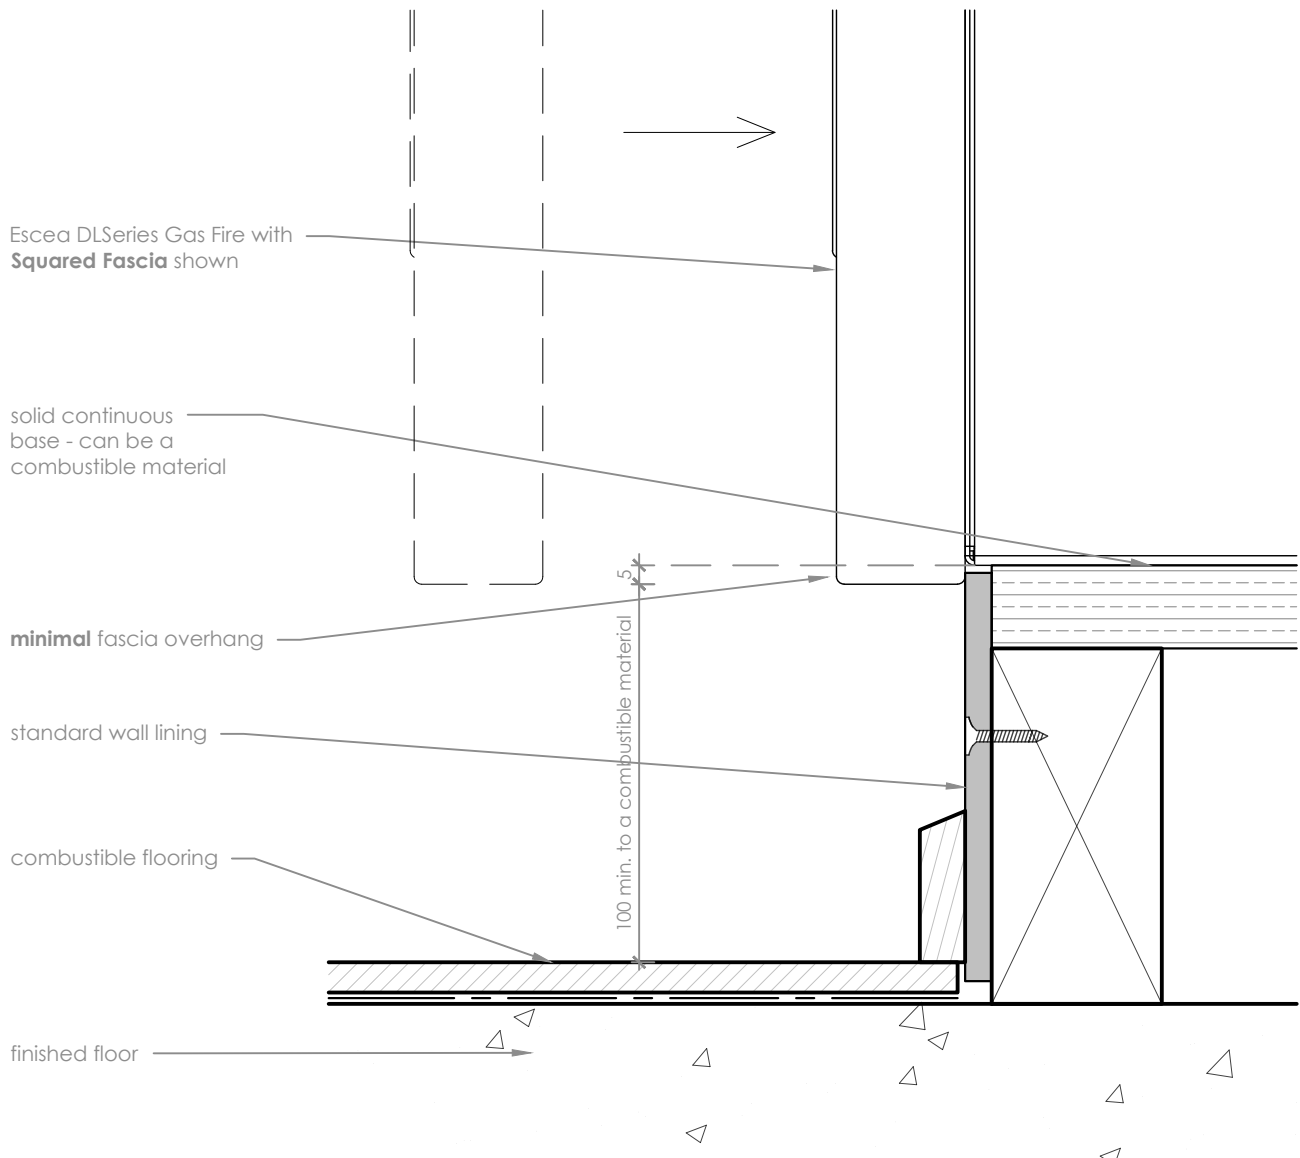 Escea DLSeries Gas Fire with
Squared Fascia shown
solid continuous
base - can be a
combustible material
5
minimal fascia overhang
100 min. to a combustible material
standard wall lining
combustible flooring
finished floor